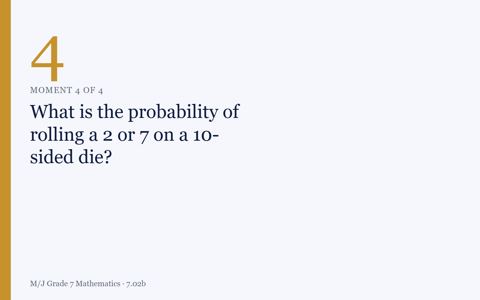 4
MOMENT 4 OF 4
What is the probability of
rolling a 2 or 7 on a 10-
sided die?
M/J Grade 7 Mathematics · 7.02b